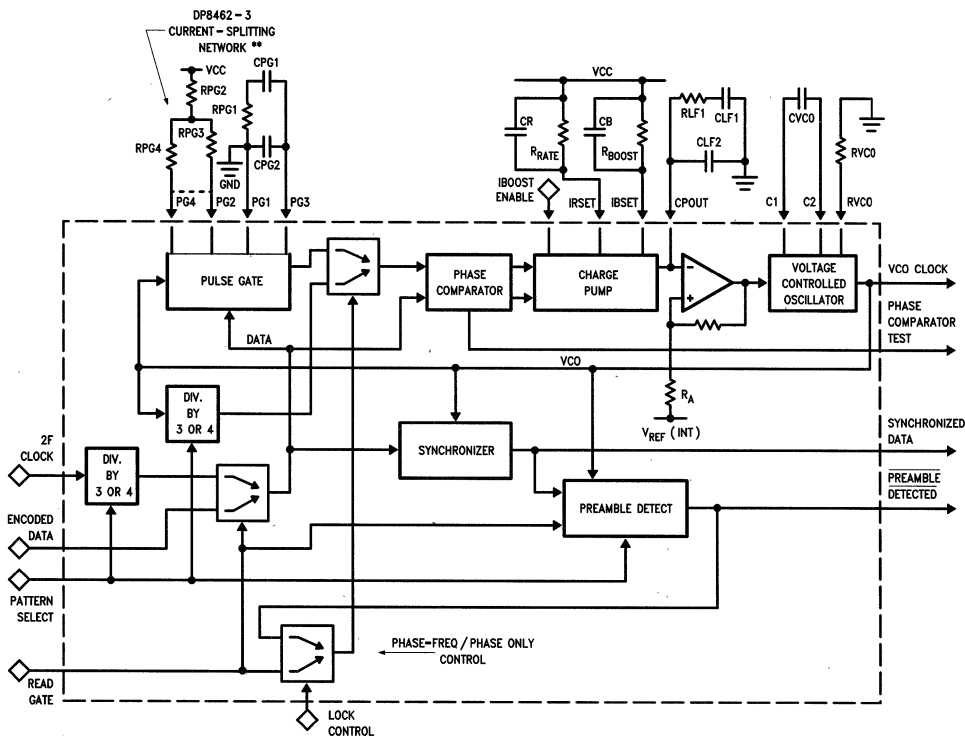 DP8462-3
CURRENT-SPLITTING
NETWORK **
VCC
RPG2
RPG4
RPG3
RPG1
CPG1
CPG2
GND
PG4
PG2
PG1
PG3
VCC
CR
RRATE
CB
RBOOST
IBOOST
ENABLE
IRSET
IBSET
RLF1
CLF1
CLF2
CPOUT
CVCO
RVCO
C1
C2
RVCO
PULSE GATE
PHASE
COMPARATOR
CHARGE
PUMP
-
+
VOLTAGE
CONTROLLED
OSCILLATOR
VCO CLOCK
PHASE
COMPARATOR
TEST
DATA
VCO
RA
VREF (INT)
DIV.
BY
3 OR 4
2F
CLOCK
DIV.
BY
3 OR 4
SYNCHRONIZER
SYNCHRONIZED
DATA
PREAMBLE DETECT
PREAMBLE
DETECTED
ENCODED
DATA
PATTERN
SELECT
PHASE-FREQ / PHASE ONLY
CONTROL
READ
GATE
LOCK
CONTROL